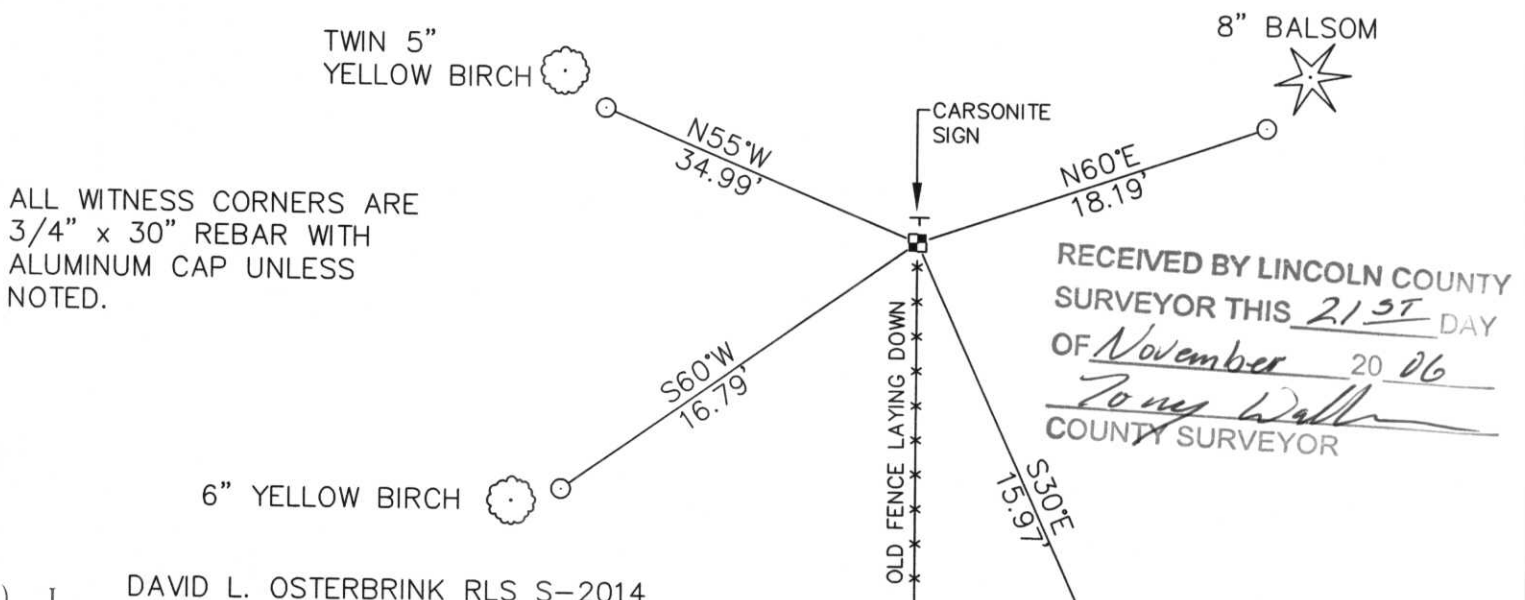 TWIN 5"
YELLOW BIRCH
8" BALSOM
CARSONITE
SIGN
N55°W
34.99'
N60°E
18.19'
ALL WITNESS CORNERS ARE
3/4" x 30" REBAR WITH
ALUMINUM CAP UNLESS
NOTED.
RECEIVED BY LINCOLN COUNTY
SURVEYOR THIS 21ST DAY
OF November 20 06
Tony
COUNTY SURVEYOR
S60°W
16.79'
OLD FENCE LAYING DOWN
S30°E
15.97'
6" YELLOW BIRCH
DAVID L. OSTERBRINK RLS S-2014